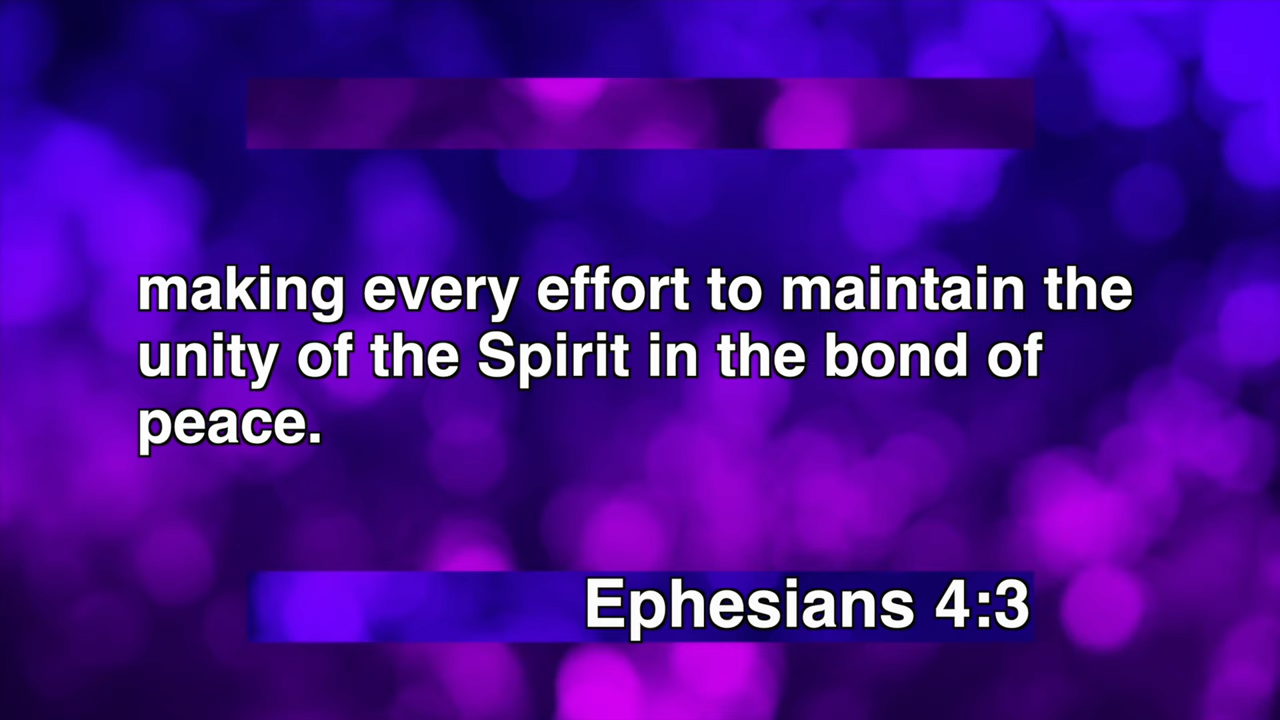 making every effort to maintain the
unity of the Spirit in the bond of
peace.
Ephesians 4:3